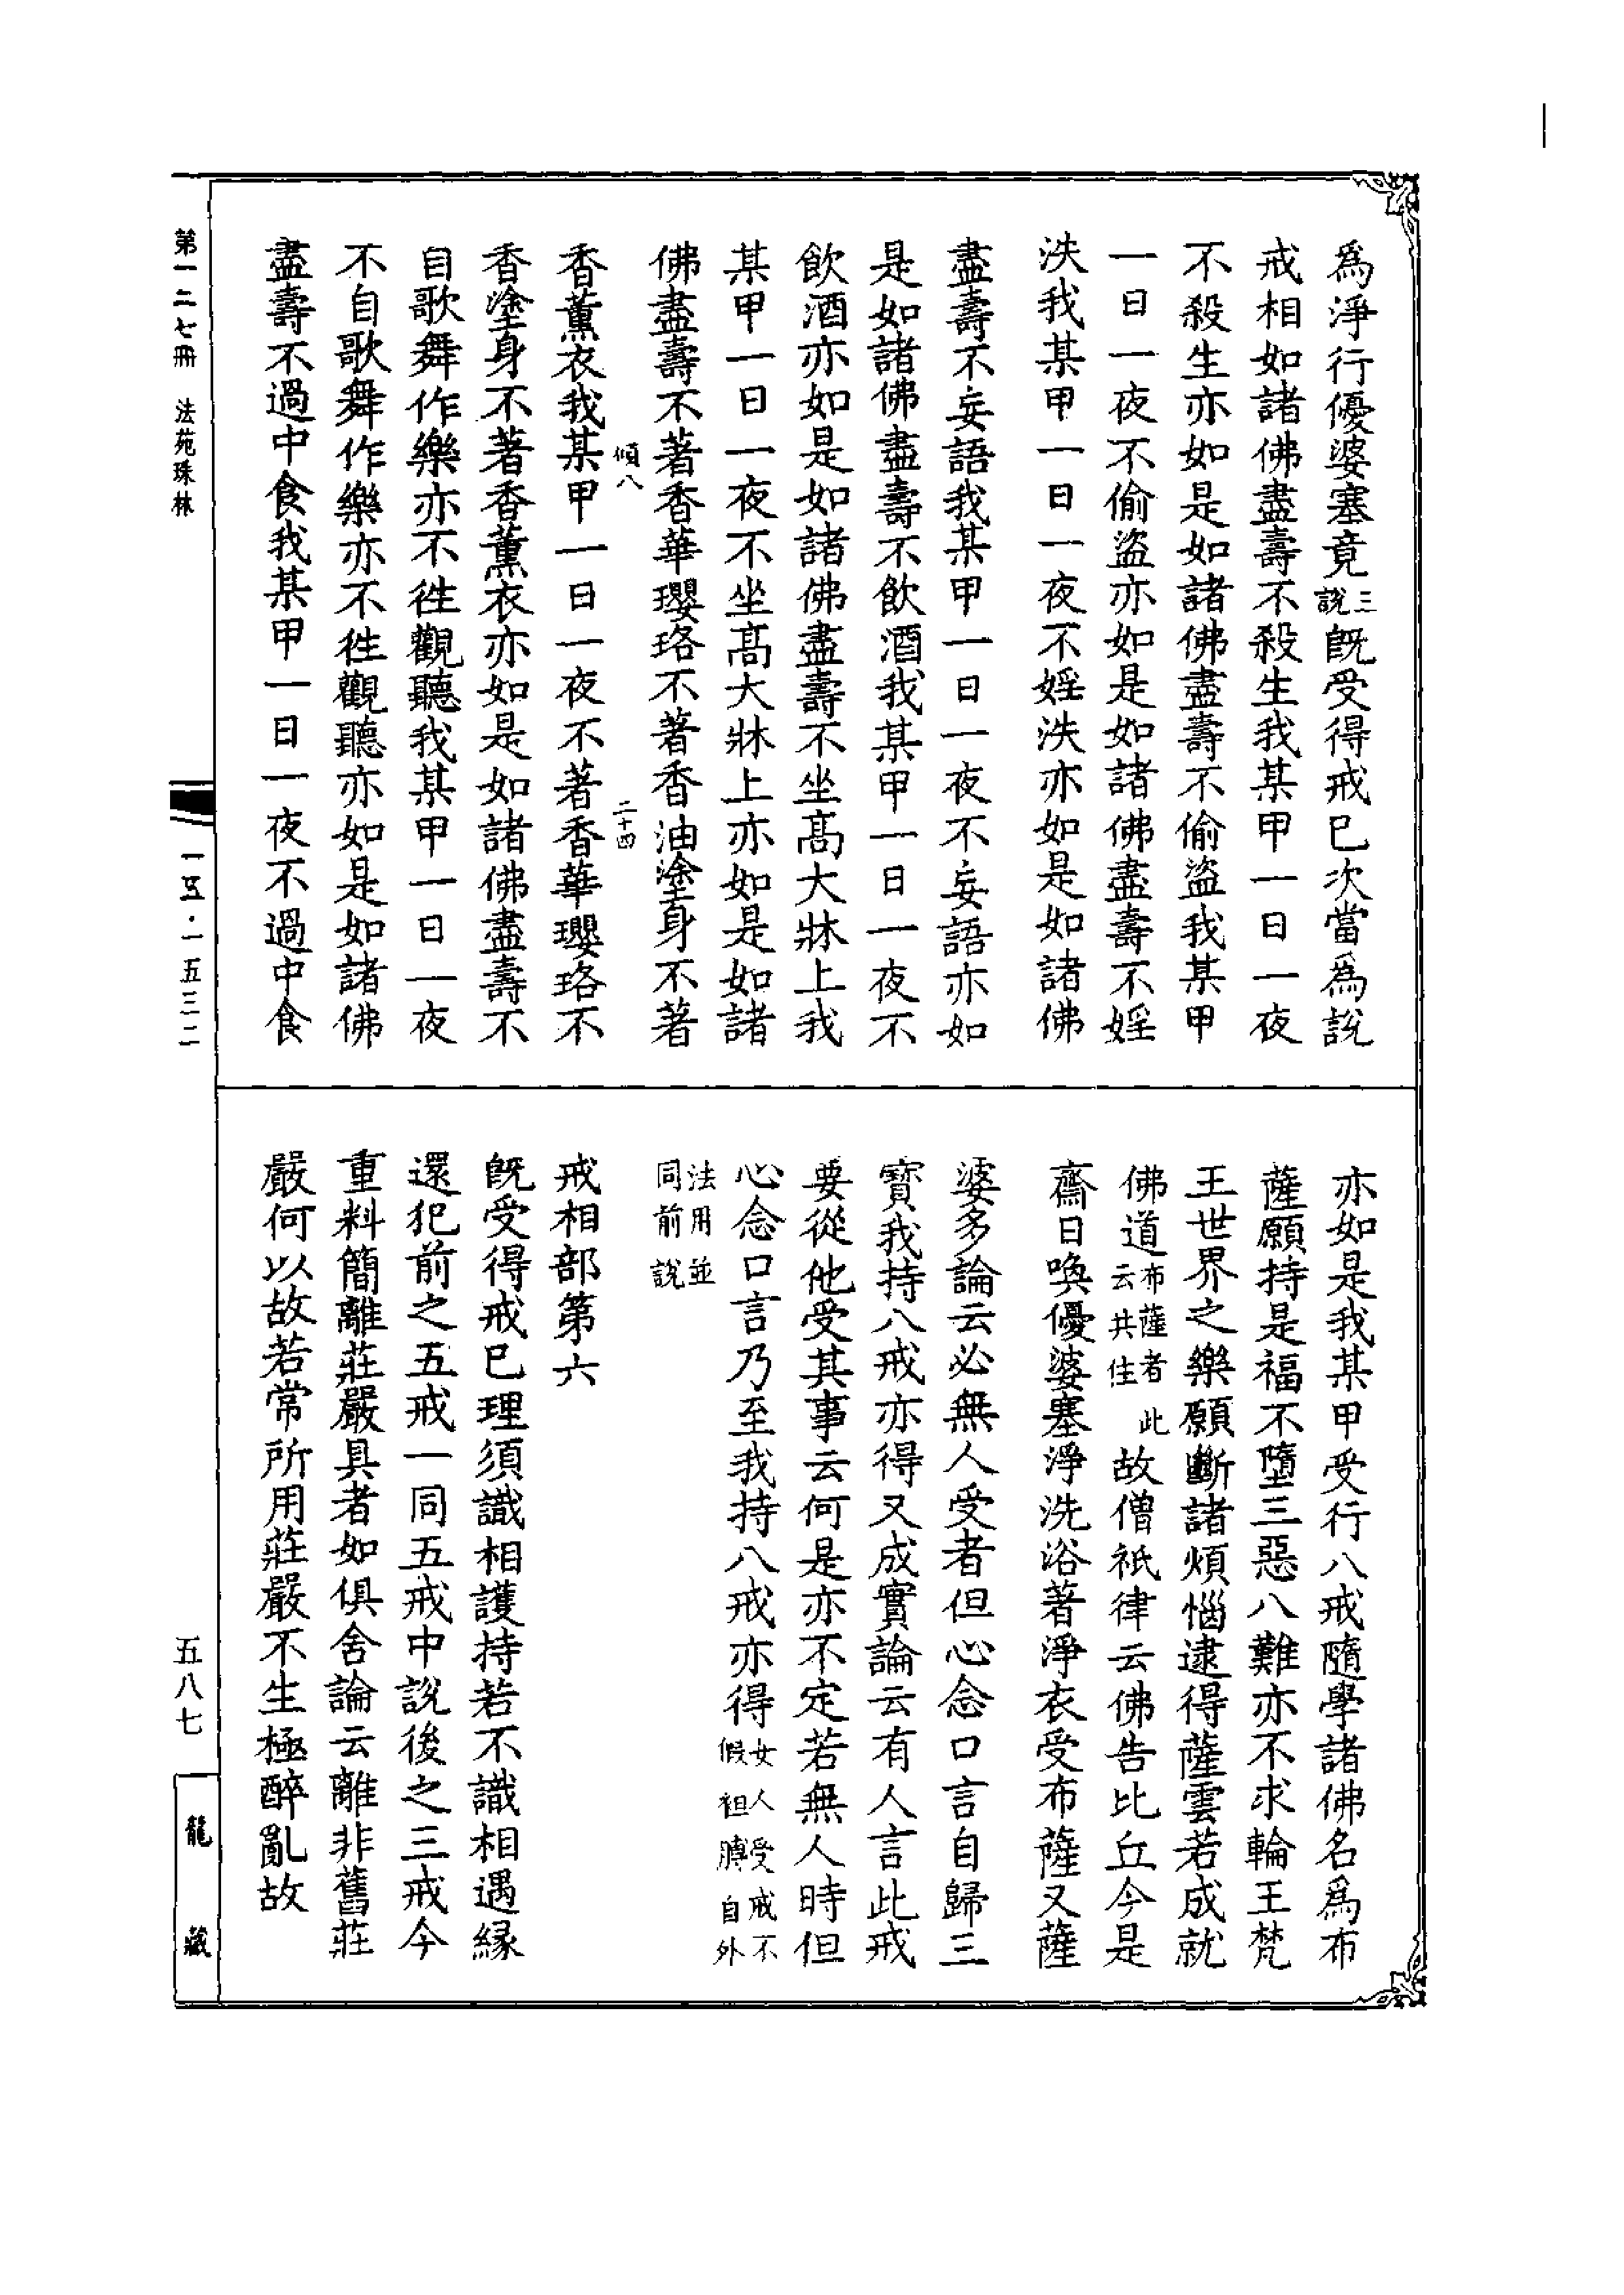 為淨行優婆塞竟三說既受得戒已次當為說
戒相如諸佛盡壽不殺生我某甲一日一夜
不殺生亦如是如諸佛盡壽不偷盜我某甲
一日一夜不偷盜亦如是如諸佛盡壽不婬
泆我某甲一日一夜不婬泆亦如是如諸佛
盡壽不妄語我某甲一日一夜不妄語亦如
是如諸佛盡壽不飲酒我某甲一日一夜不
飲酒亦如是如諸佛盡壽不坐髙大牀上我
某甲一日一夜不坐髙大牀上亦如是如諸
佛盡壽不著香華瓔珞不著香油塗身不著
傾八 二十四
香薰衣我某甲一日一夜不著香華瓔珞不
香塗身不著香薰衣亦如是如諸佛盡壽不
自歌舞作樂亦不往觀聽我某甲一日一夜
不自歌舞作樂亦不往觀聽亦如是如諸佛
盡壽不過中食我某甲一日一夜不過中食
亦如是我某甲受行八戒隨學諸佛名為布
薩願持是福不墮三惡八難亦不求輪王梵
王世界之樂願斷諸煩惱逮得薩雲若成就
佛道布薩者此云共住故僧祇律云佛告比丘今是
齋日喚優婆塞淨洗浴著淨衣受布薩又薩
婆多論云必無人受者但心念口言自歸三
寳我持八戒亦得又成實論云有人言此戒
要從他受其事云何是亦不定若無人時但
心念口言乃至我持八戒亦得女人受戒不假袒膊自外
法用並同前說
戒相部第六
既受得戒已理須識相護持若不識相遇縁
還犯前之五戒一同五戒中說後之三戒今
重料簡離莊嚴具者如俱舍論云離非舊莊
嚴何以故若常所用莊嚴不生極醉亂故
第一二七冊 法苑珠林
一五·一五三二
五八七
龍藏